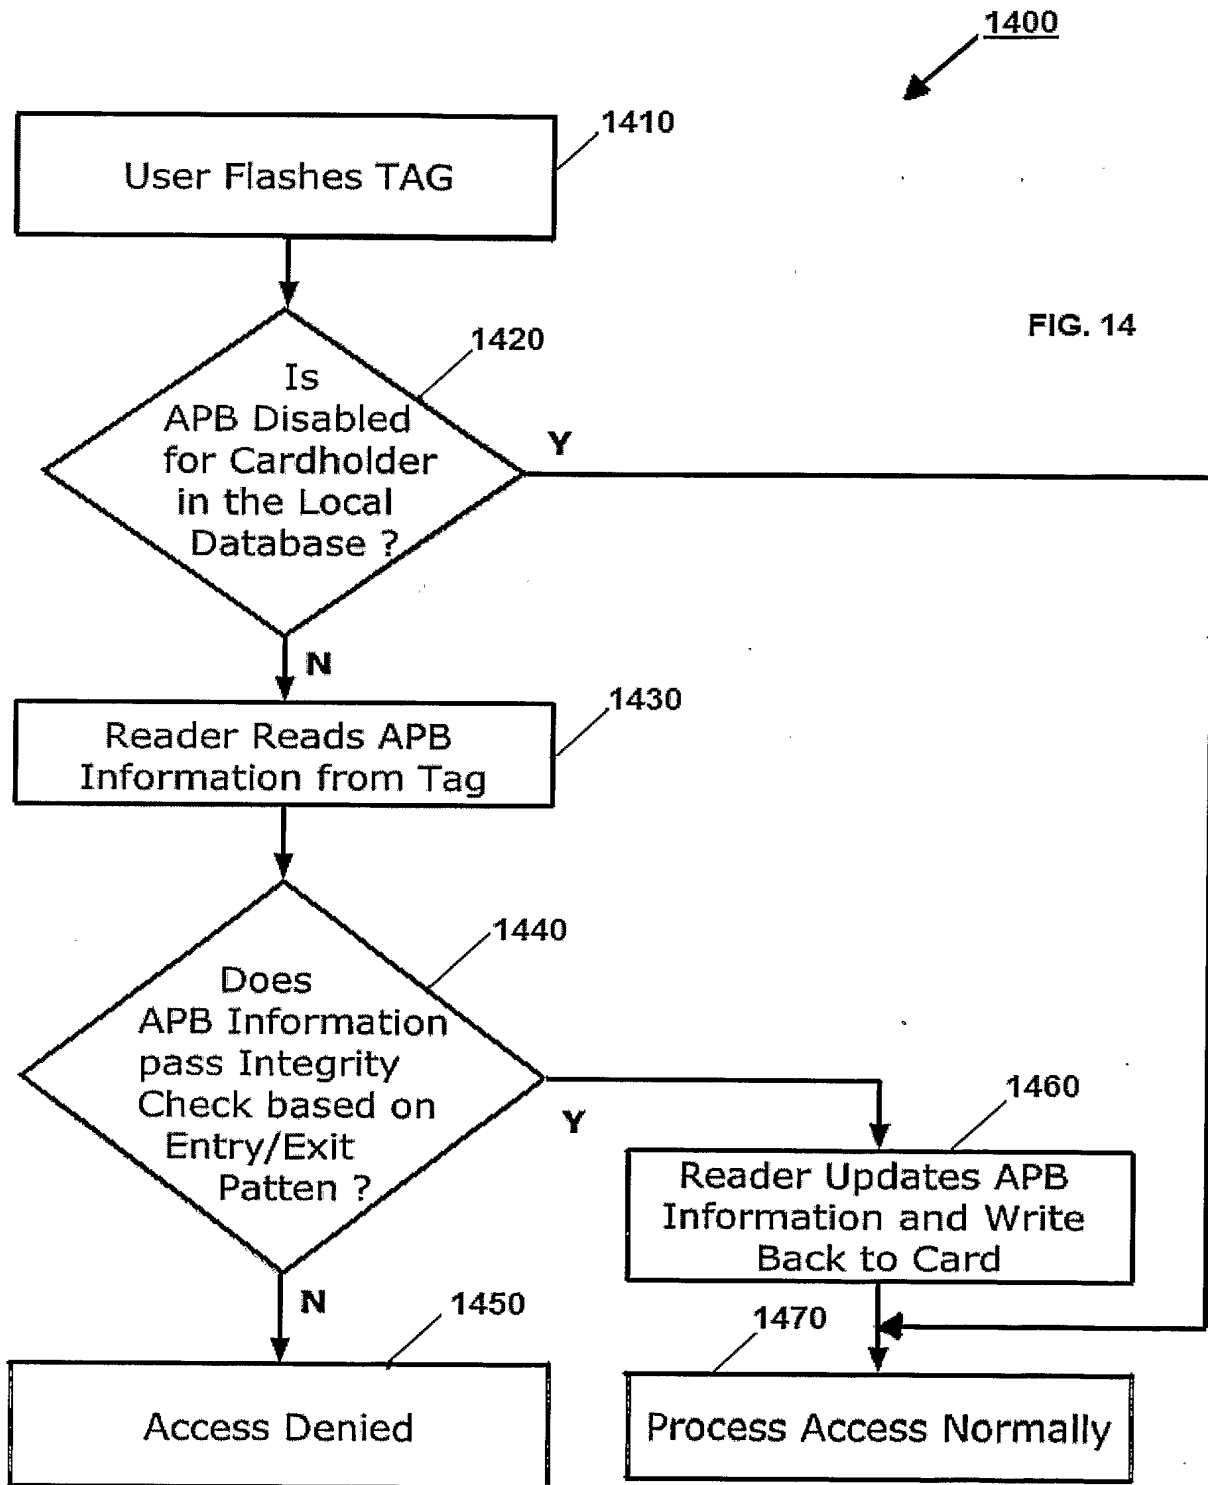 1400
1410
User Flashes TAG
FIG. 14
1420
Is
APB Disabled
for Cardholder
in the Local
Database ?
Y
N
1430
Reader Reads APB
Information from Tag
1440
Does
APB Information
pass Integrity
Check based on
Entry/Exit
Patten ?
Y
1460
Reader Updates APB
Information and Write
Back to Card
N
1450
1470
Access Denied
Process Access Normally